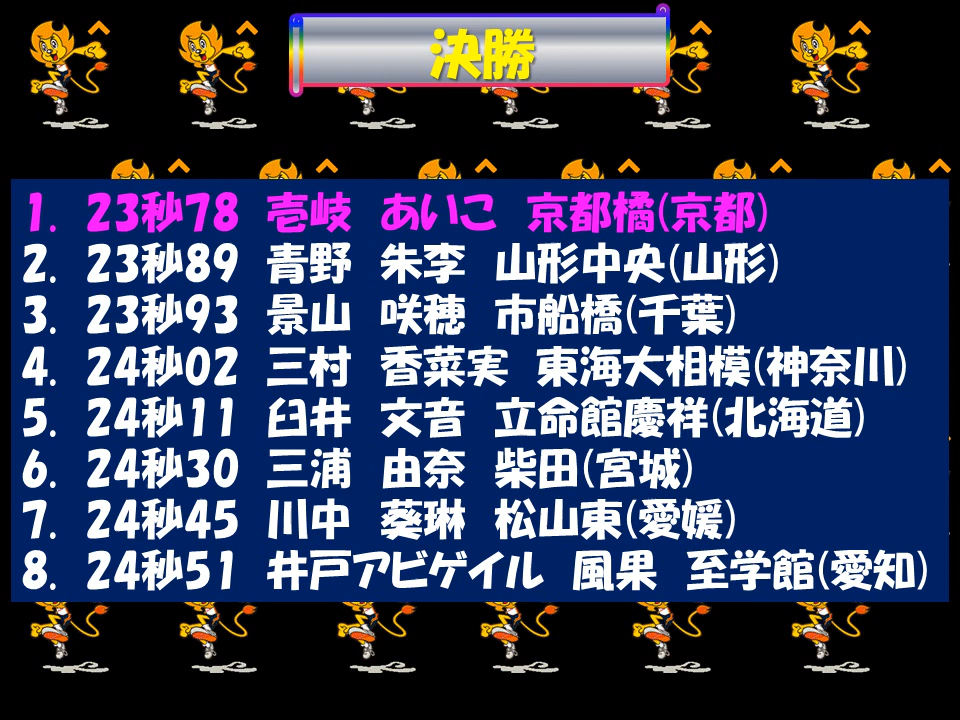 決勝
1. 23秒78 壱岐 あいこ 京都橘(京都)
2. 23秒89 青野 朱李 山形中央(山形)
3. 23秒93 景山 咲穂 市船橋(千葉)
4. 24秒02 三村 香菜実 東海大相模(神奈川)
5. 24秒11 臼井 文音 立命館慶祥(北海道)
6. 24秒30 三浦 由奈 柴田(宮城)
7. 24秒45 川中 葵琳 松山東(愛媛)
8. 24秒51 井戸アビゲイル 風果 至学館(愛知)